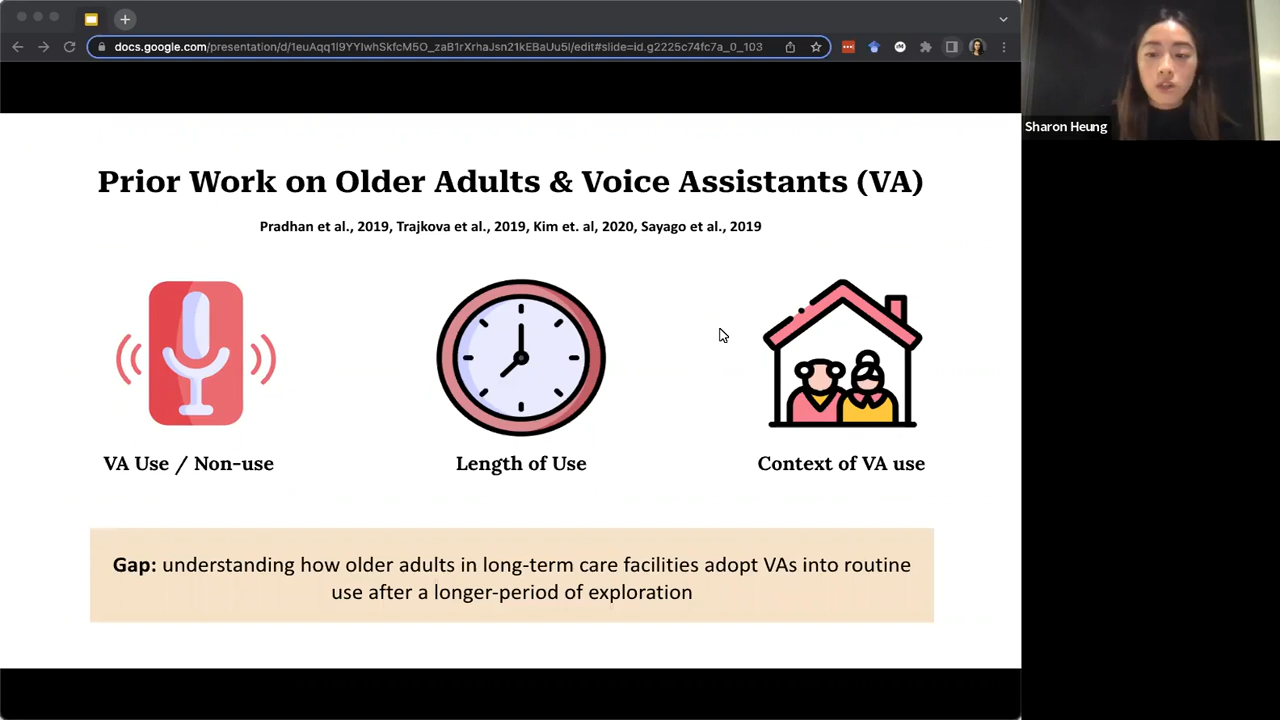 docs.google.com/presentation/d/1euAqq1l9YYIwhSkfcM5O_zaB1rXrhaJsn21kEBaUu5I/edit#slide=id.g2225c74fc7a_0_103
Sharon Heung
Prior Work on Older Adults & Voice Assistants (VA)
Pradhan et al., 2019, Trajkova et al., 2019, Kim et. al, 2020, Sayago et al., 2019
VA Use / Non-use
Length of Use
Context of VA use
Gap: understanding how older adults in long-term care facilities adopt VAs into routine
use after a longer-period of exploration